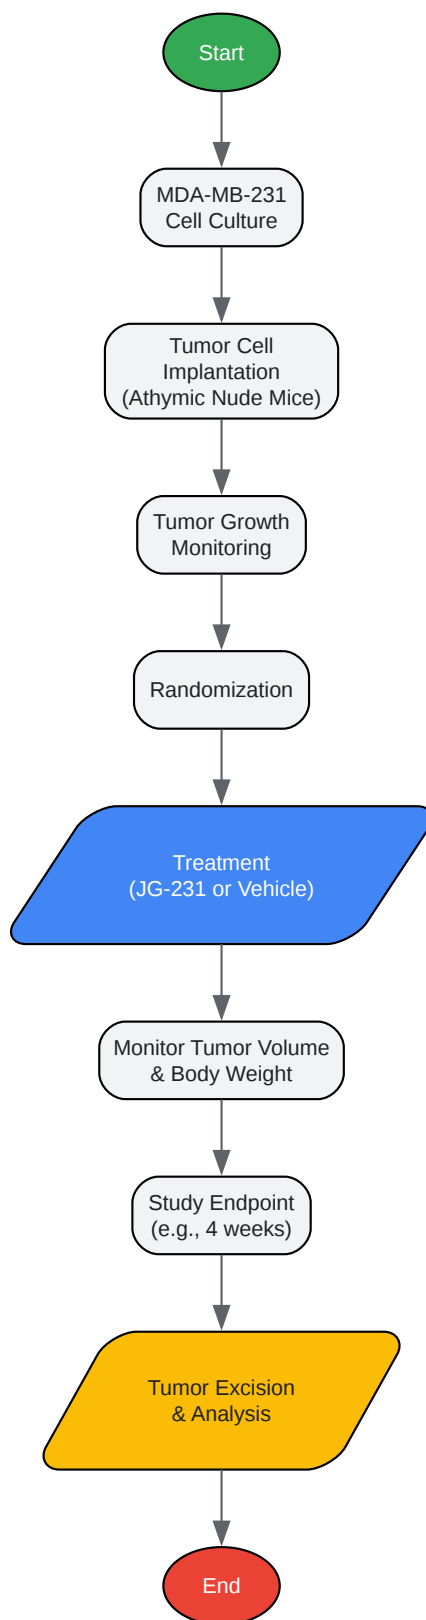 Start
MDA-MB-231
Cell Culture
Tumor Cell
Implantation
(Athymic Nude Mice)
Tumor Growth
Monitoring
Randomization
Treatment
(JG-231 or Vehicle)
Monitor Tumor Volume
& Body Weight
Study Endpoint
(e.g., 4 weeks)
Tumor Excision
& Analysis
End